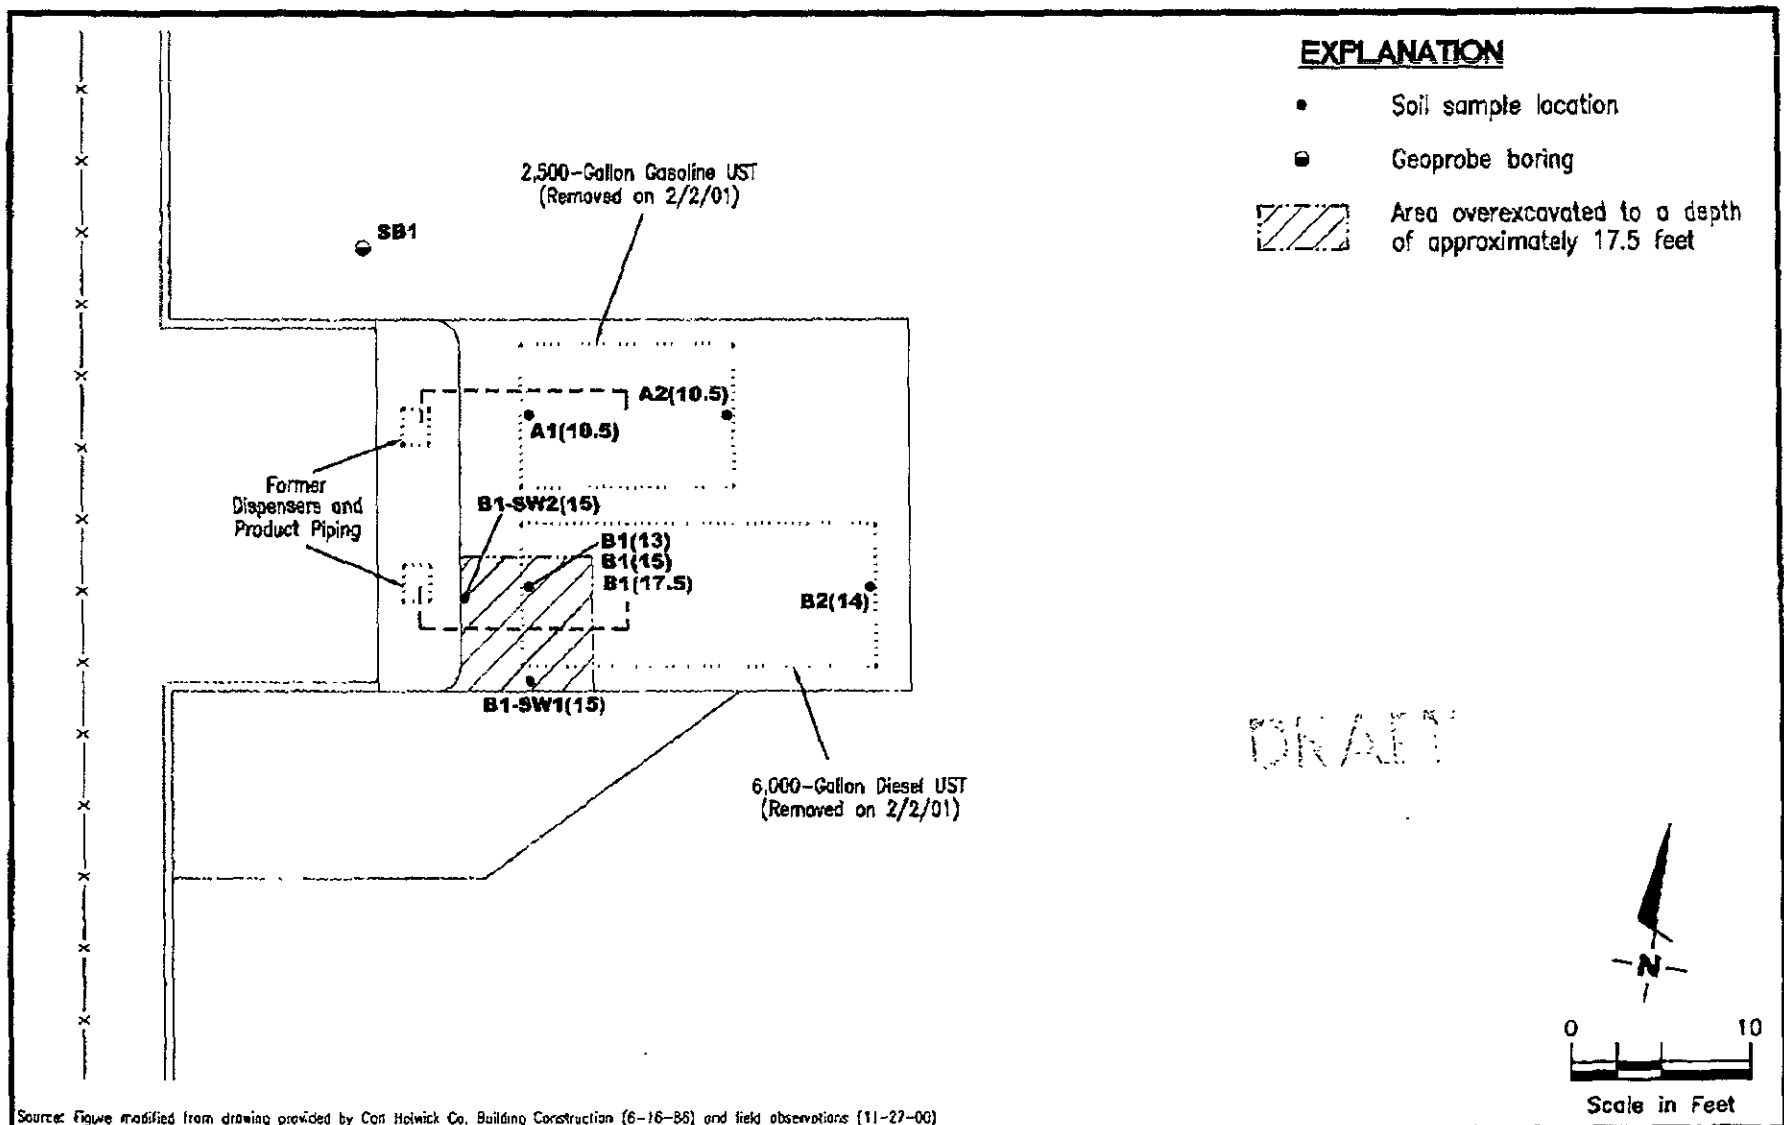 EXPLANATION
Soil sample location
Geoprobe boring
Area overexcavated to a depth
of approximately 17.5 feet
2,500-Gallon Gasoline UST
(Removed on 2/2/01)
SB1
A2(10.5)
A1(10.5)
Former
Dispensers and
Product Piping
B1-SW2(15)
B1(13)
B1(15)
B1(17.5)
B2(14)
B1-SW1(15)
6,000-Gallon Diesel UST
(Removed on 2/2/01)
DRAFT
N
0 10
Scale in Feet
Source: Figure modified from drawing provided by Con Helwick Co. Building Construction (6-16-86) and field observations (11-27-00)